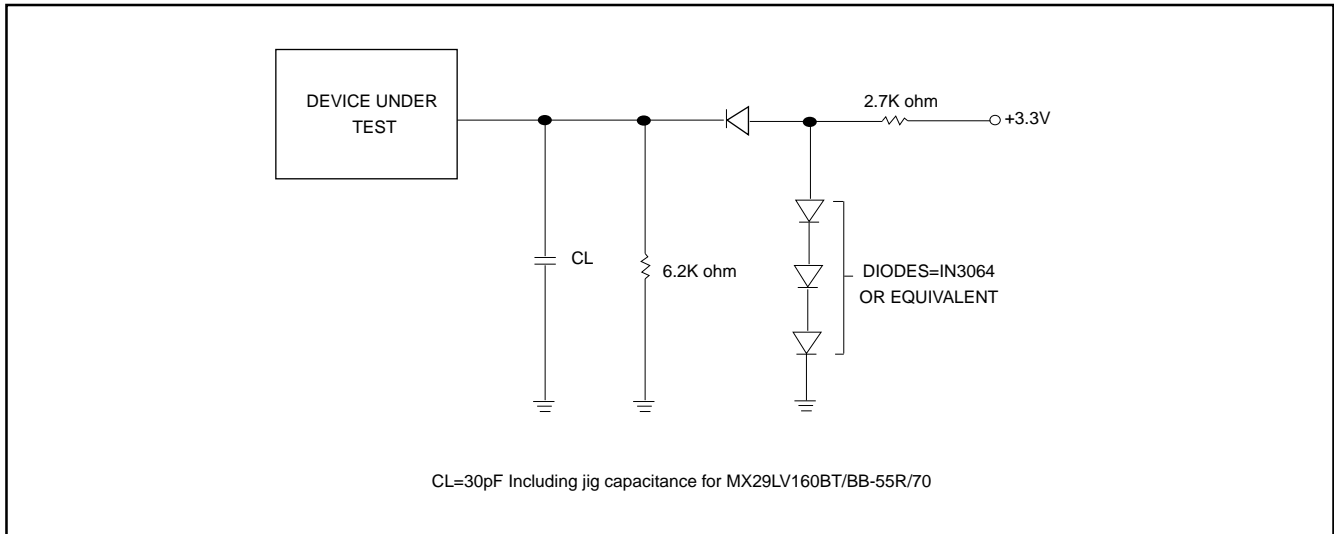 DEVICE UNDER
TEST
2.7K ohm
+3.3V
CL
6.2K ohm
DIODES=IN3064
OR EQUIVALENT
CL=30pF Including jig capacitance for MX29LV160BT/BB-55R/70